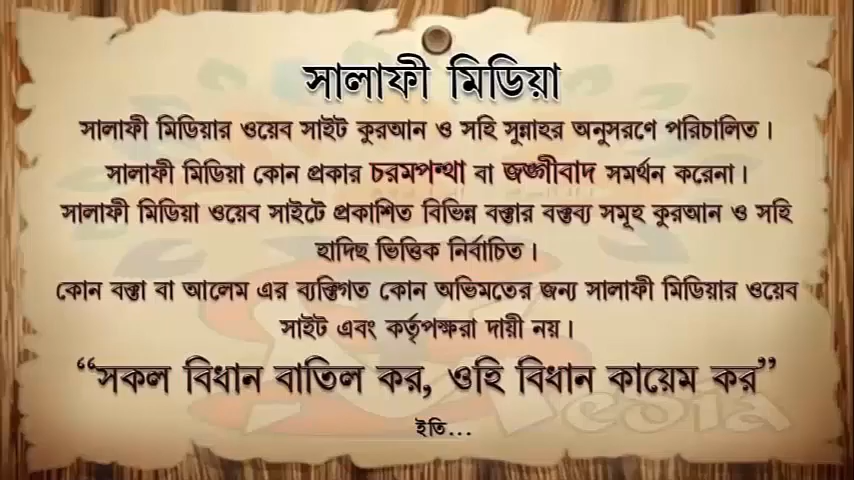 সালাফী মিডিয়া
সালাফী মিডিয়ার ওয়েব সাইট কুরআন ও সহি সুন্নাহর অনুসরণে পরিচালিত।
সালাফী মিডিয়া কোন প্রকার চরমপন্থা বা জঙ্গীবাদ সমর্থন করেনা।
সালাফী মিডিয়া ওয়েব সাইটে প্রকাশিত বিভিন্ন বক্তার বক্তব্য সমূহ কুরআন ও সহি
হাদিছ ভিত্তিক নির্বাচিত।
কোন বক্তা বা আলেম এর ব্যক্তিগত কোন অভিমতের জন্য সালাফী মিডিয়ার ওয়েব
সাইট এবং কর্তৃপক্ষরা দায়ী নয়।
“সকল বিধান বাতিল কর, ওহি বিধান কায়েম কর”
ইতি...